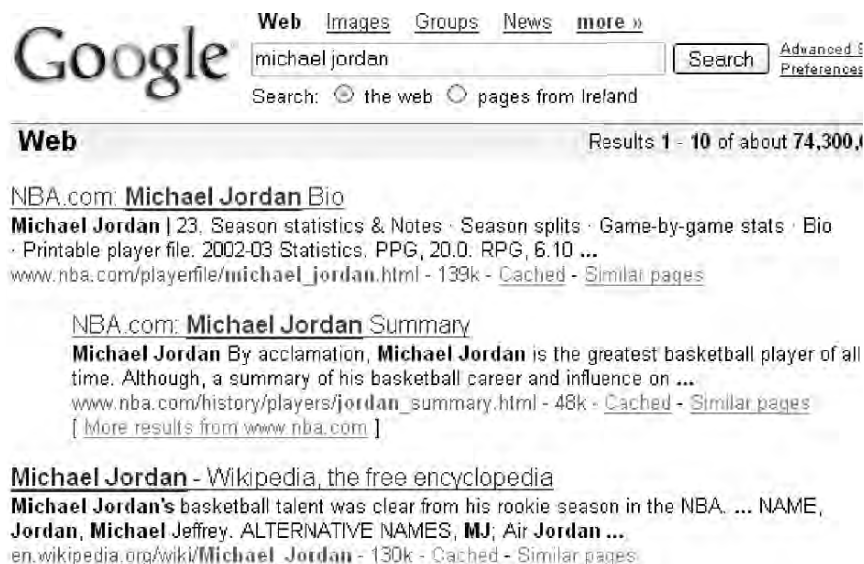 Web Images Groups News more »
Google
michael jordan Search Advanced S
Preferences
Search: the web pages from Ireland
Web Results 1 - 10 of about 74,300,
NBA.com: Michael Jordan Bio
Michael Jordan | 23. Season statistics & Notes · Season splits · Game-by-game stats · Bio
· Printable player file. 2002-03 Statistics. PPG, 20.0. RPG, 6.10 ...
www.nba.com/playerfile/michael_jordan.html - 139k - Cached - Similar pages
NBA.com: Michael Jordan Summary
Michael Jordan By acclamation, Michael Jordan is the greatest basketball player of all
time. Although, a summary of his basketball career and influence on ...
www.nba.com/history/players/jordan_summary.html - 48k - Cached - Similar pages
[ More results from www.nba.com ]
Michael Jordan - Wikipedia, the free encyclopedia
Michael Jordan's basketball talent was clear from his rookie season in the NBA. ... NAME,
Jordan, Michael Jeffrey. ALTERNATIVE NAMES, MJ; Air Jordan ...
en.wikipedia.org/wiki/Michael_Jordan - 130k - Cached - Similar pages